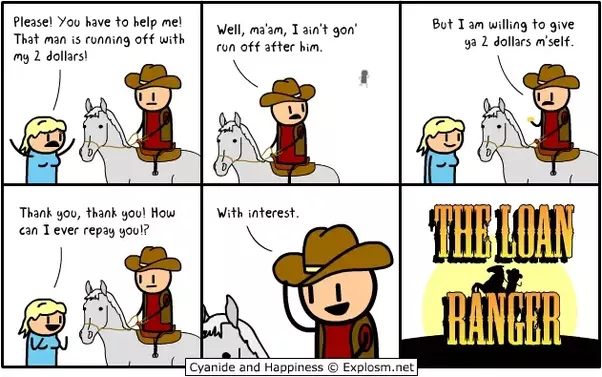 Please! You have to help me!
That man is running off with
my 2 dollars!
Well, ma'am, I ain't gon'
run off after him.
But I am willing to give
ya 2 dollars m'self.
Thank you, thank you! How
can I ever repay you!?
With interest.
THE LOAN
RANGER
Cyanide and Happiness © Explosm.net